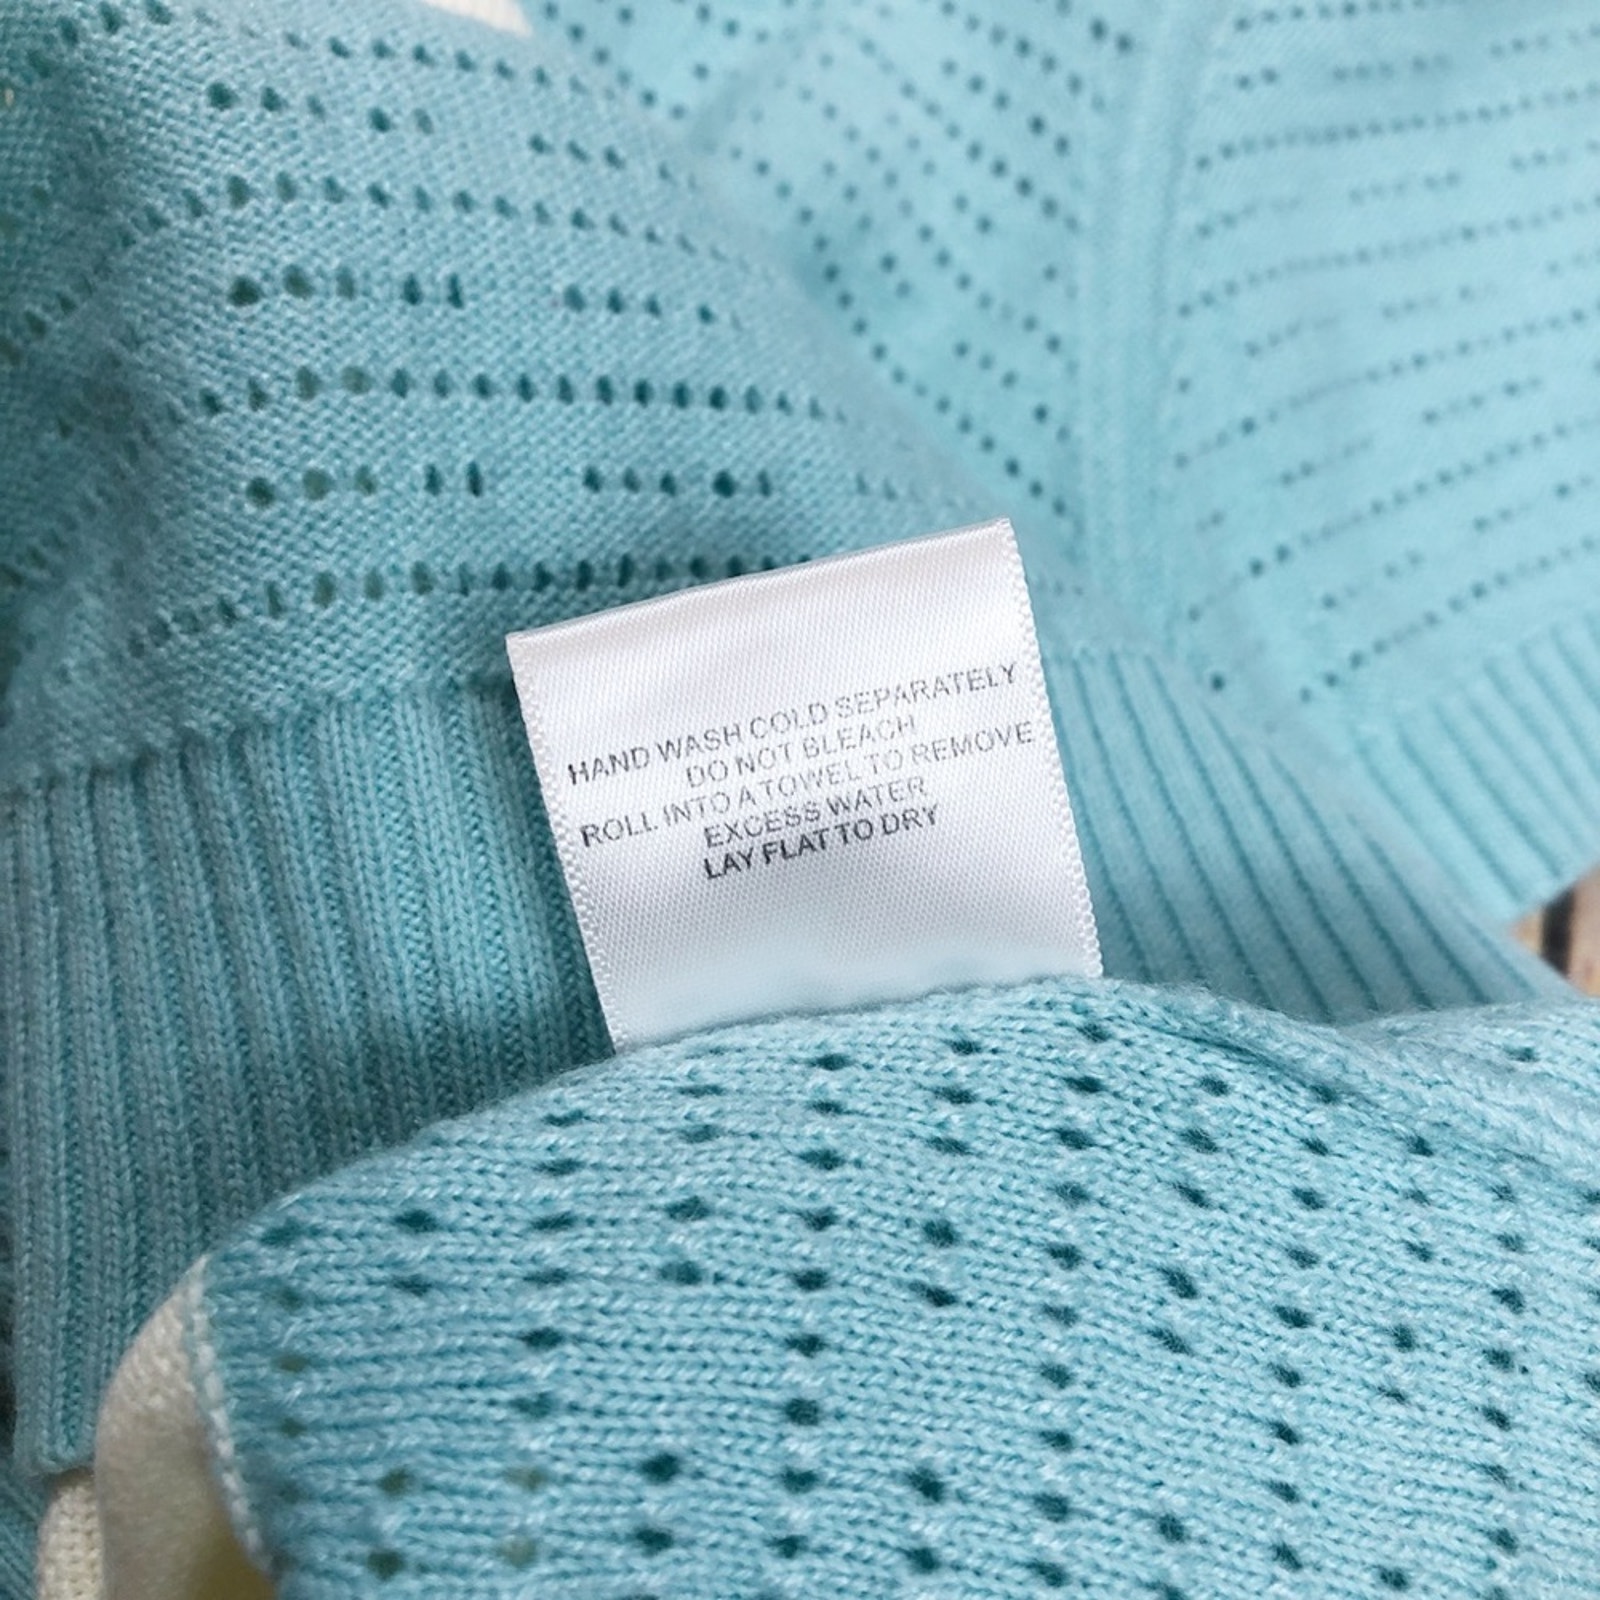 HAND WASH COLD SEPARATELY
DO NOT BLEACH
ROLL INTO A TOWEL TO REMOVE
EXCESS WATER
LAY FLAT TO DRY